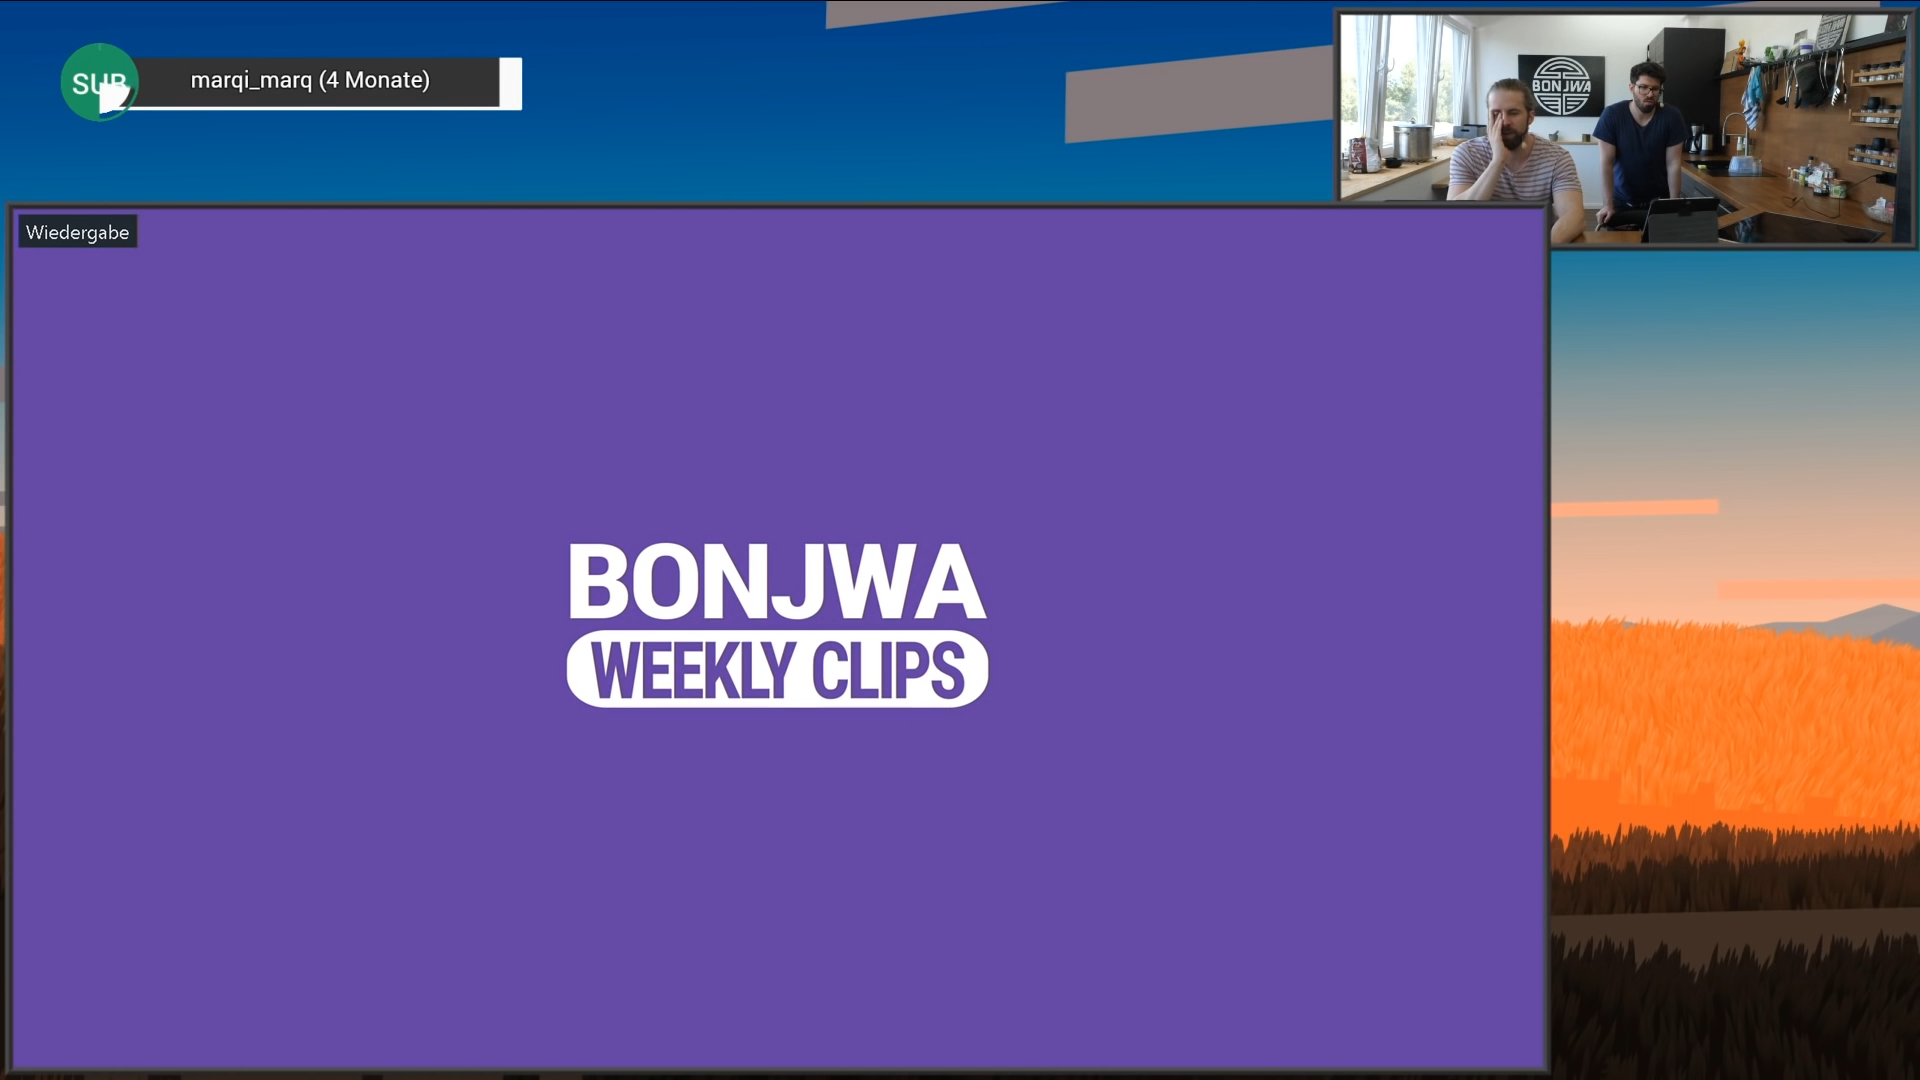 SUB
marqi_marq (4 Monate)
BONJWA
Wiedergabe
BONJWA
WEEKLY CLIPS